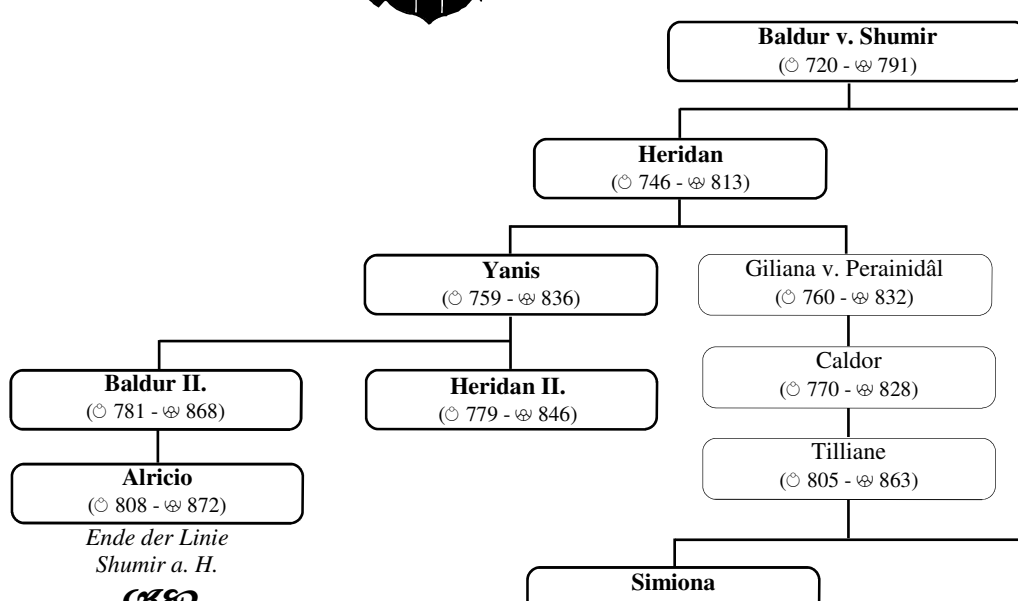 Baldur v. Shumir
( 720 - 791)
Heridan
( 746 - 813)
Yanis
( 759 - 836)
Giliana v. Perainidâl
( 760 - 832)
Caldor
( 770 - 828)
Baldur II.
( 781 - 868)
Heridan II.
( 779 - 846)
Tilliane
( 805 - 863)
Alricio
( 808 - 872)
Ende der Linie
Shumir a. H.
Simiona